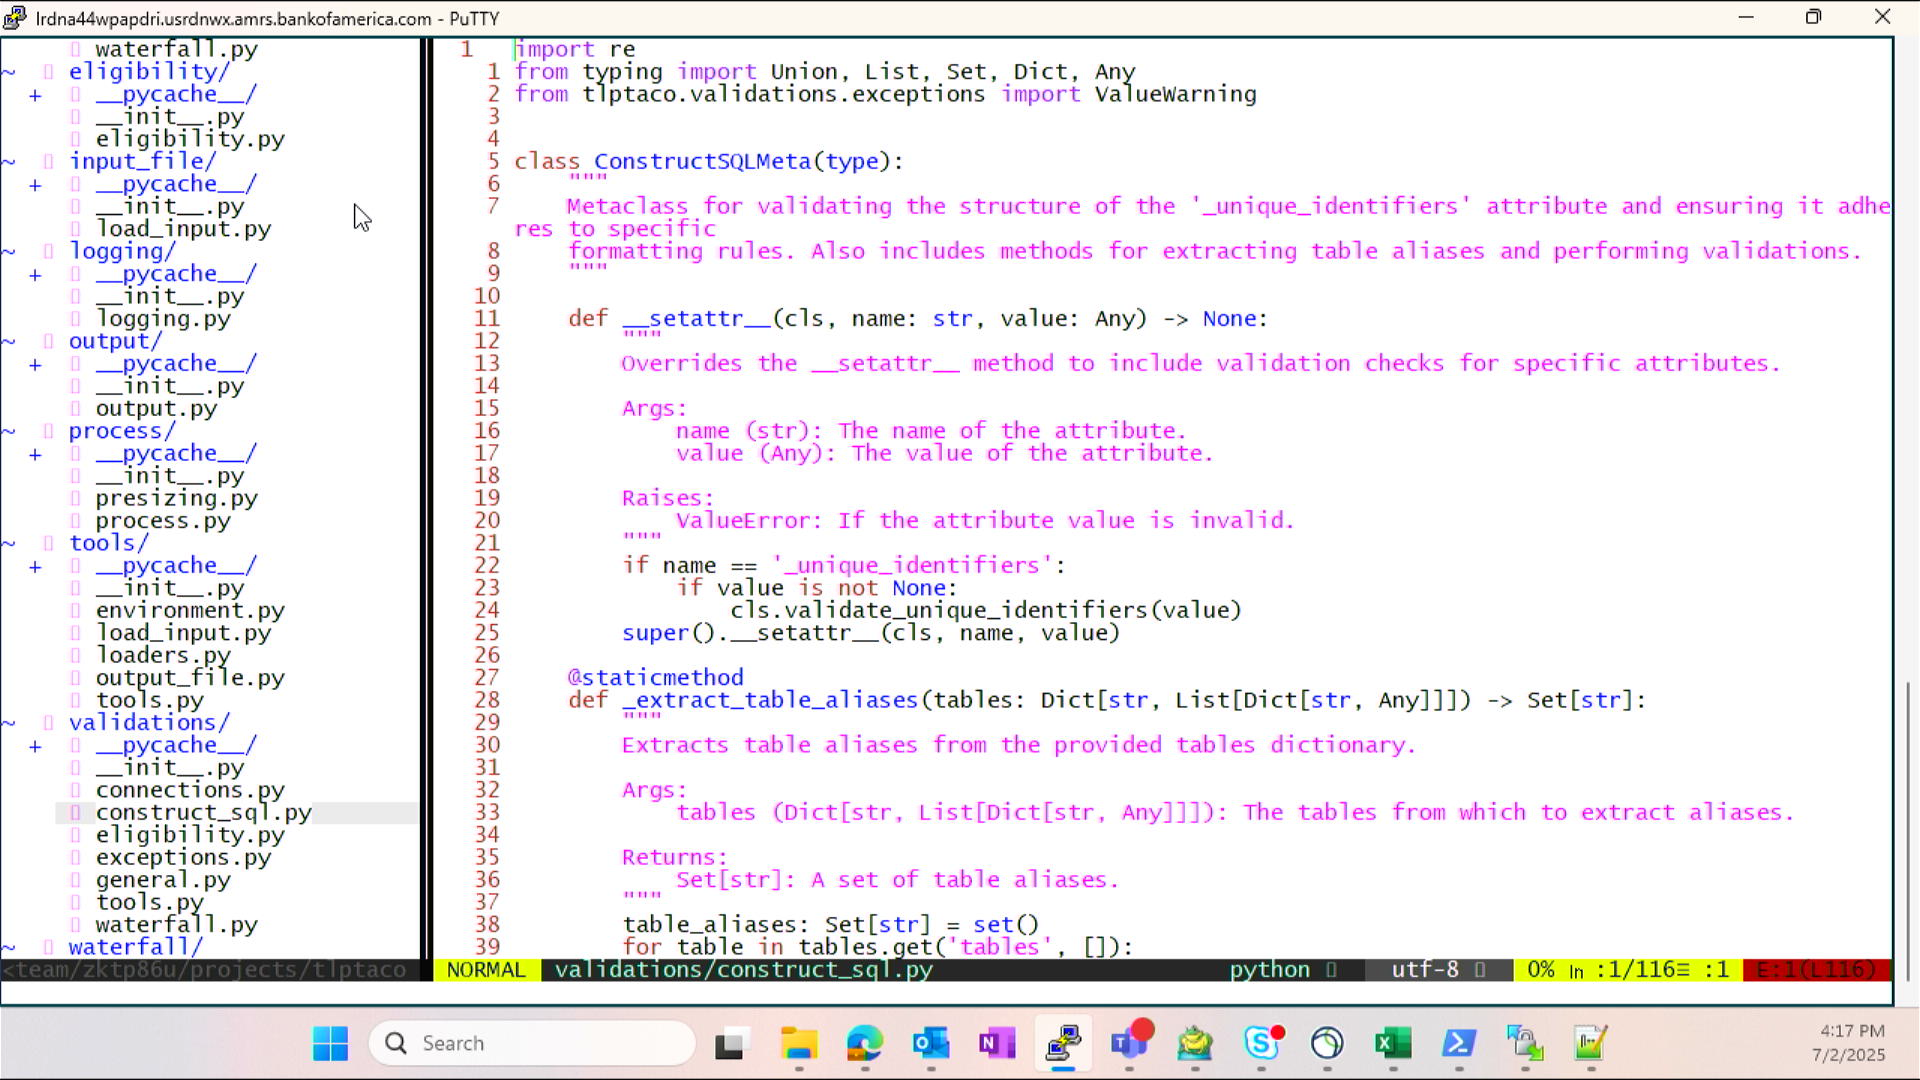 lrdna44wpapdri.usrdnwx.amrs.bankofamerica.com - PuTTY
waterfall.py
~ eligibility/
+ __pycache__/
__init__.py
eligibility.py
~ input_file/
+ __pycache__/
__init__.py
load_input.py
~ logging/
+ __pycache__/
__init__.py
logging.py
~ output/
+ __pycache__/
__init__.py
output.py
~ process/
+ __pycache__/
__init__.py
presizing.py
process.py
~ tools/
+ __pycache__/
__init__.py
environment.py
load_input.py
loaders.py
output_file.py
tools.py
~ validations/
+ __pycache__/
__init__.py
connections.py
construct_sql.py
eligibility.py
exceptions.py
general.py
tools.py
waterfall.py
~ waterfall/
<team/zktp86u/projects/tlptaco
1 import re
1 from typing import Union, List, Set, Dict, Any
2 from tlptaco.validations.exceptions import ValueWarning
3
4
5 class ConstructSQLMeta(type):
6 """
7 Metaclass for validating the structure of the '_unique_identifiers' attribute and ensuring it adhe
res to specific
8 formatting rules. Also includes methods for extracting table aliases and performing validations.
9 """
10
11 def __setattr__(cls, name: str, value: Any) -> None:
12 """
13 Overrides the __setattr__ method to include validation checks for specific attributes.
14
15 Args:
16 name (str): The name of the attribute.
17 value (Any): The value of the attribute.
18
19 Raises:
20 ValueError: If the attribute value is invalid.
21 """
22 if name == '_unique_identifiers':
23 if value is not None:
24 cls.validate_unique_identifiers(value)
25 super().__setattr__(cls, name, value)
26
27 @staticmethod
28 def _extract_table_aliases(tables: Dict[str, List[Dict[str, Any]]]) -> Set[str]:
29 """
30 Extracts table aliases from the provided tables dictionary.
31
32 Args:
33 tables (Dict[str, List[Dict[str, Any]]]): The tables from which to extract aliases.
34
35 Returns:
36 Set[str]: A set of table aliases.
37 """
38 table_aliases: Set[str] = set()
39 for table in tables.get('tables', []):
NORMAL validations/construct_sql.py python utf-8 0% ln :1/116≡ :1 E:1(L116)
Search
4:17 PM
7/2/2025